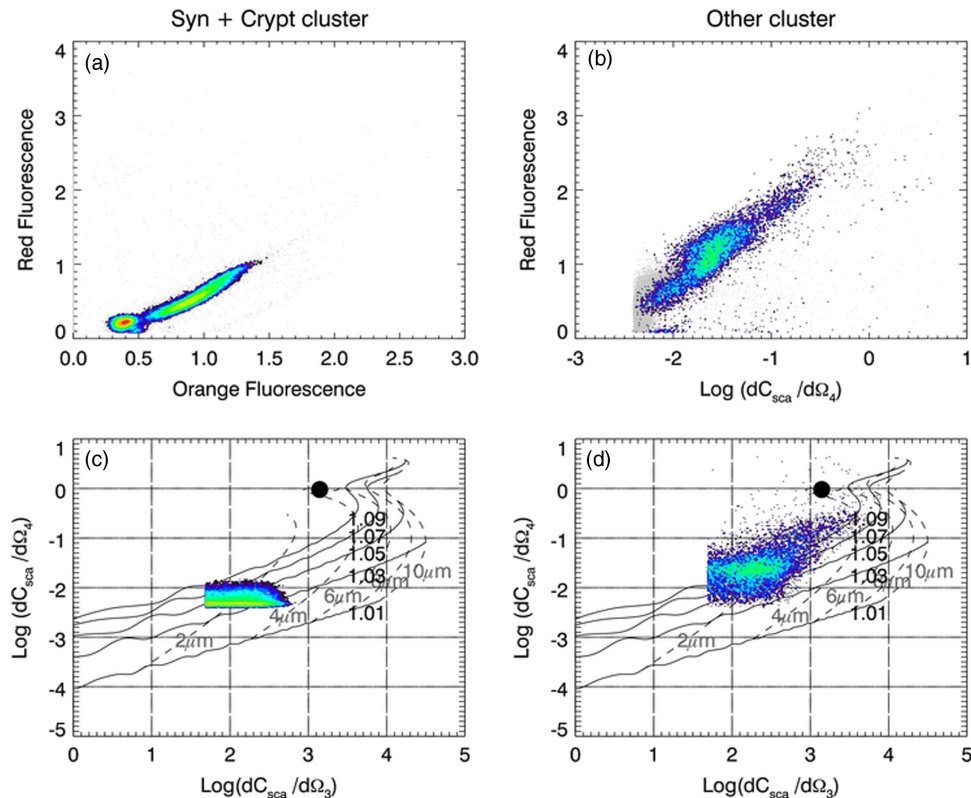 Syn + Crypt cluster
Other cluster
(a)
4
3
2
1
0
Red Fluorescence
0.0 0.5 1.0 1.5 2.0 2.5 3.0
Orange Fluorescence
(b)
4
3
2
1
0
Red Fluorescence
-3 -2 -1 0 1
Log (dCsca /dΩ4)
(c)
1
0
-1
-2
-3
-4
-5
Log (dCsca /dΩ4)
1.09
1.07
1.05
1.03
10μm
6μm
4μm
1.01
2μm
0 1 2 3 4 5
Log(dCsca /dΩ3)
(d)
1
0
-1
-2
-3
-4
-5
Log (dCsca /dΩ4)
1.09
1.07
1.05
1.03
10μm
6μm
4μm
1.01
2μm
0 1 2 3 4 5
Log(dCsca /dΩ3)